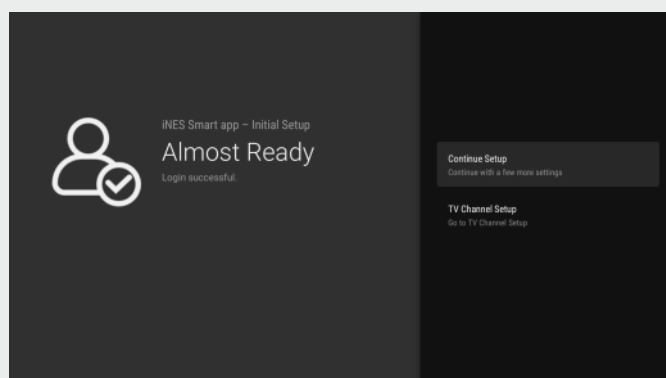 iNES Smart app – Initial Setup
Almost Ready
Login successful.
Continue Setup
Continue with a few more settings
TV Channel Setup
Go to TV Channel Setup